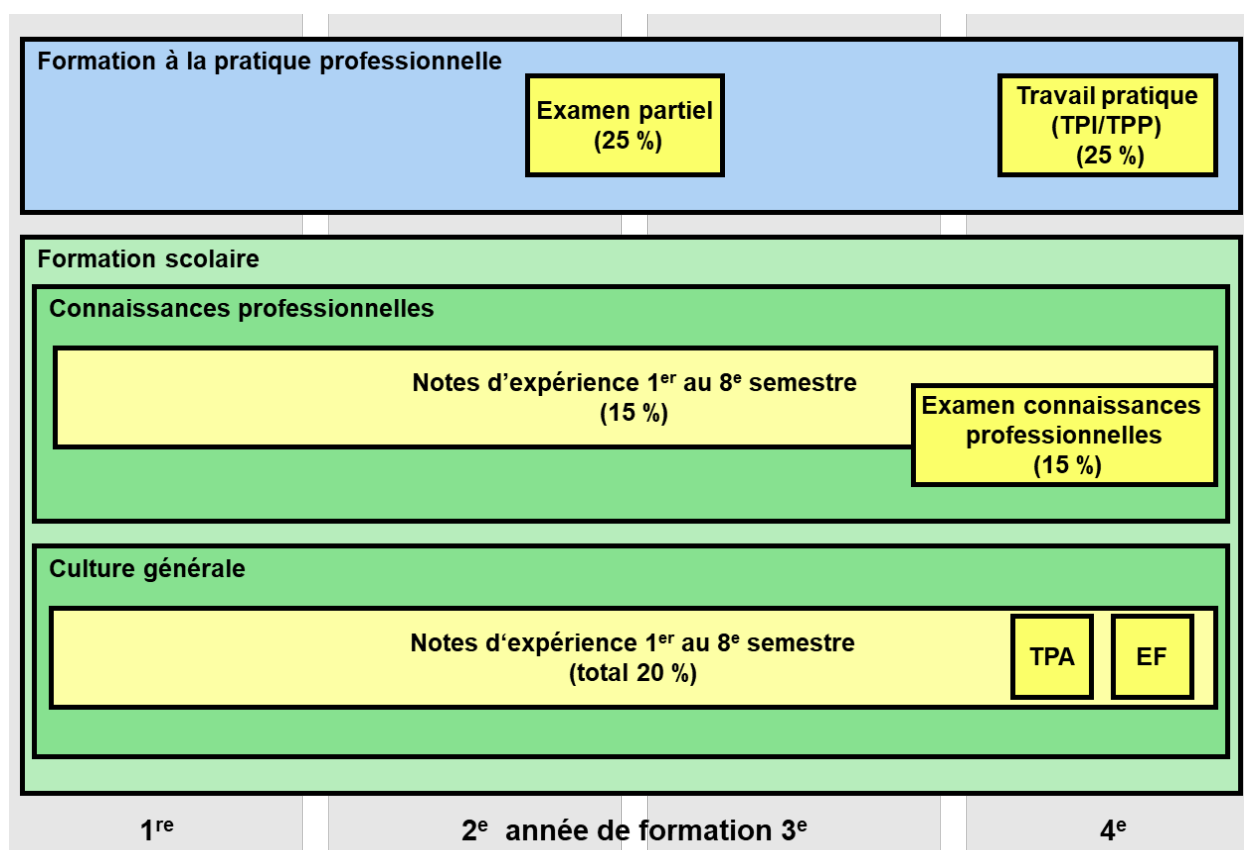 Formation à la pratique professionnelle
Examen partiel
(25 %)
Travail pratique
(TPI/TPP)
(25 %)
Formation scolaire
Connaissances professionnelles
Notes d’expérience 1er au 8e semestre
(15 %)
Examen connaissances
professionnelles
(15 %)
Culture générale
Notes d‘expérience 1er au 8e semestre
(total 20 %)
TPA
EF
1re
2e année de formation 3e
4e